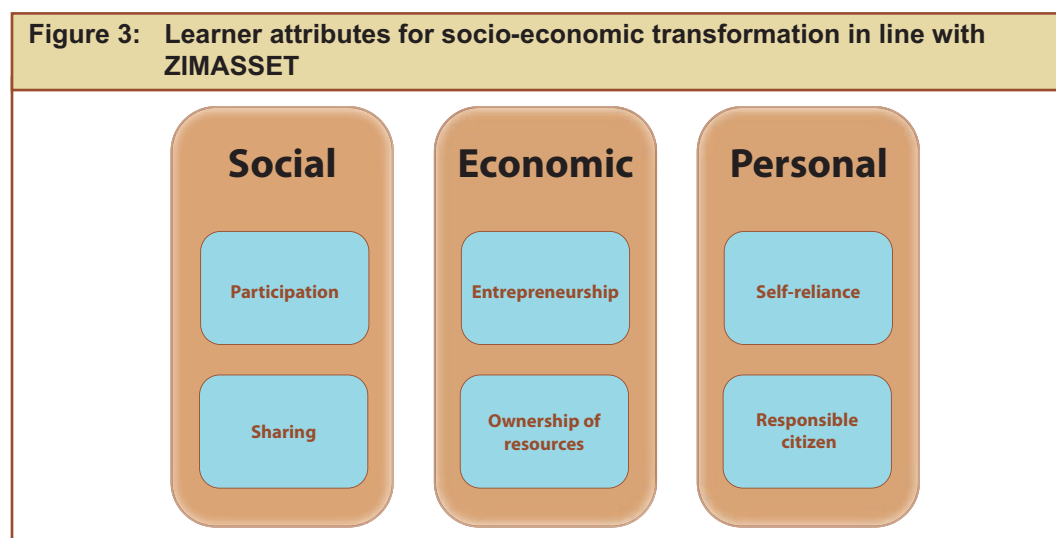 Figure 3: Learner attributes for socio-economic transformation in line with
ZIMASSET
Social
Participation
Sharing
Economic
Entrepreneurship
Ownership of
resources
Personal
Self-reliance
Responsible
citizen